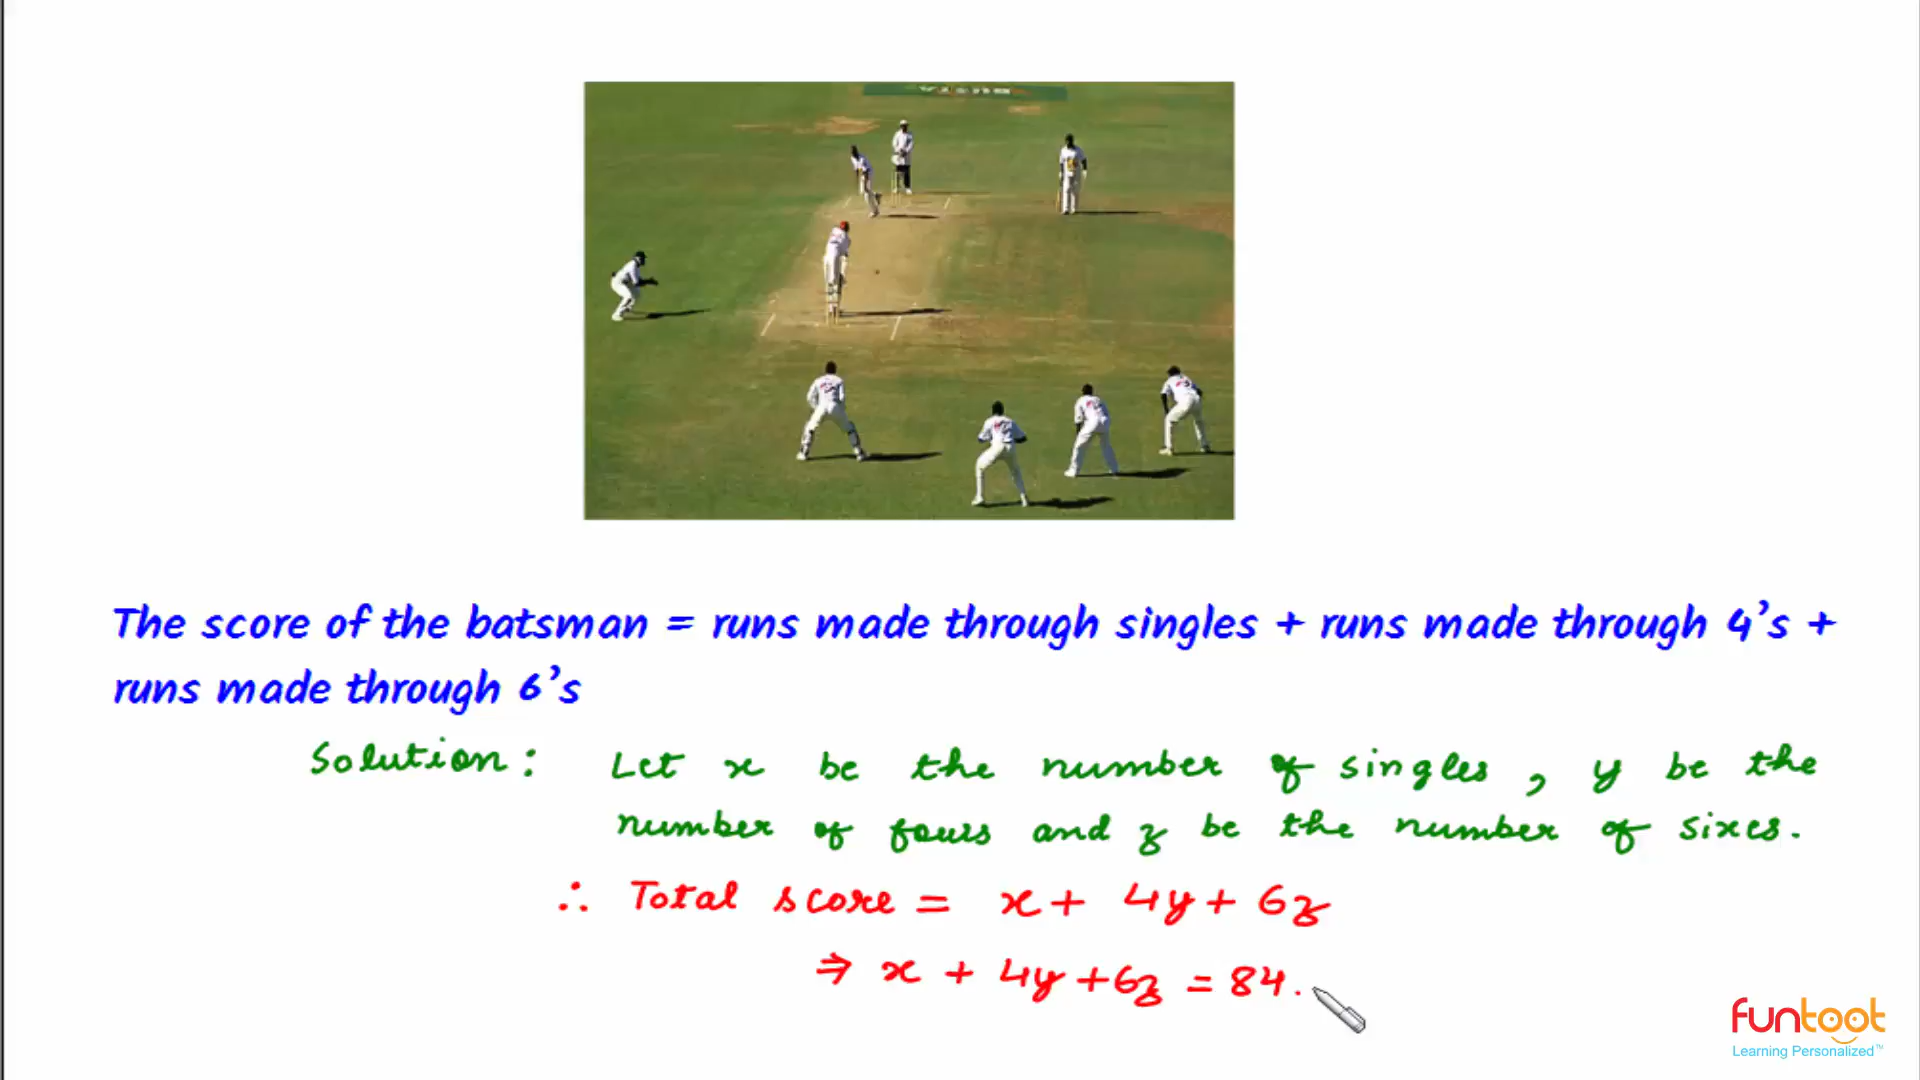 The score of the batsman = runs made through singles + runs made through 4's +
runs made through 6's
Solution: Let x be the number of singles, y be the
number of fours and z be the number of sixes.
∴ Total score = x + 4y + 6z
⇒ x + 4y + 6z = 84.
funtoot
Learning Personalized™